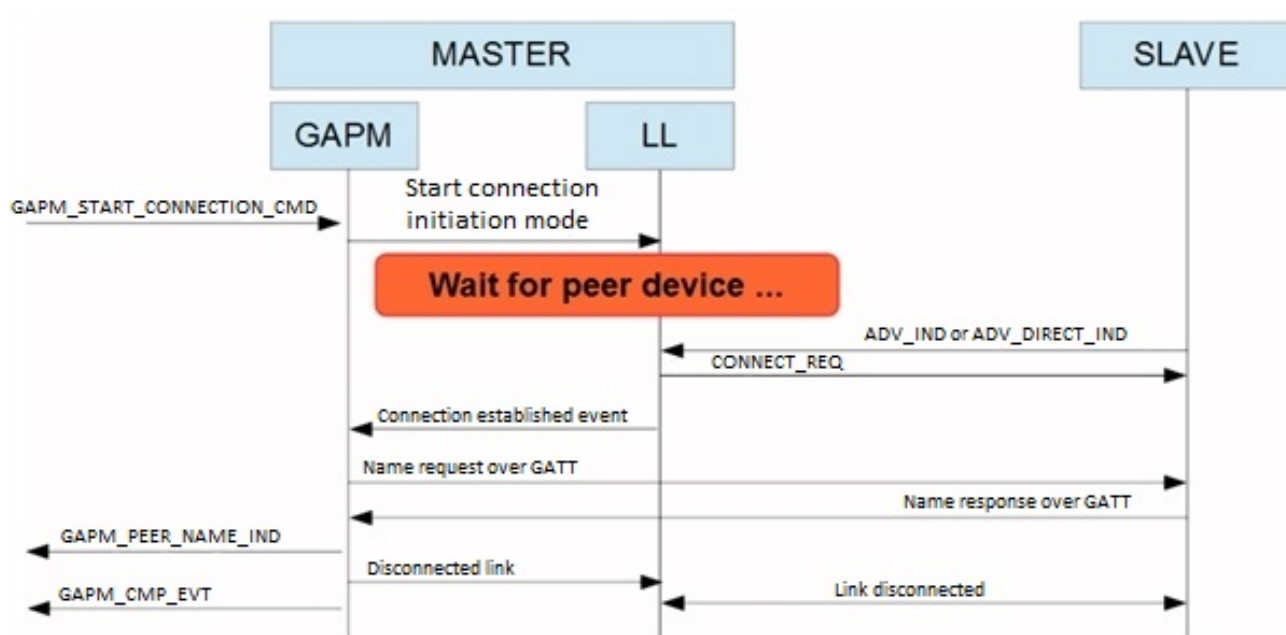 MASTER
SLAVE
GAPM
LL
GAPM_START_CONNECTION_CMD
Start connection
initiation mode
Wait for peer device ...
ADV_IND or ADV_DIRECT_IND
CONNECT_REQ
Connection established event
Name request over GATT
Name response over GATT
GAPM_PEER_NAME_IND
Disconnected link
GAPM_CMP_EVT
Link disconnected